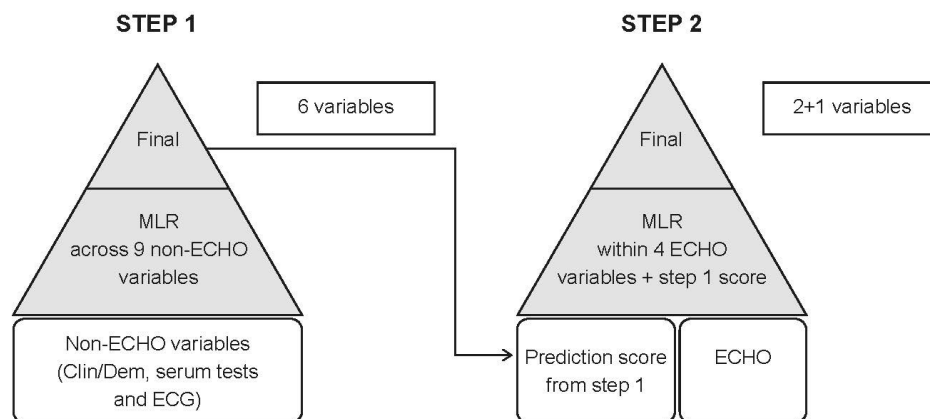 STEP 1
6 variables
Final
MLR
across 9 non-ECHO
variables
Non-ECHO variables
(Clin/Dem, serum tests
and ECG)
STEP 2
2+1 variables
Final
MLR
within 4 ECHO
variables + step 1 score
Prediction score
from step 1
ECHO